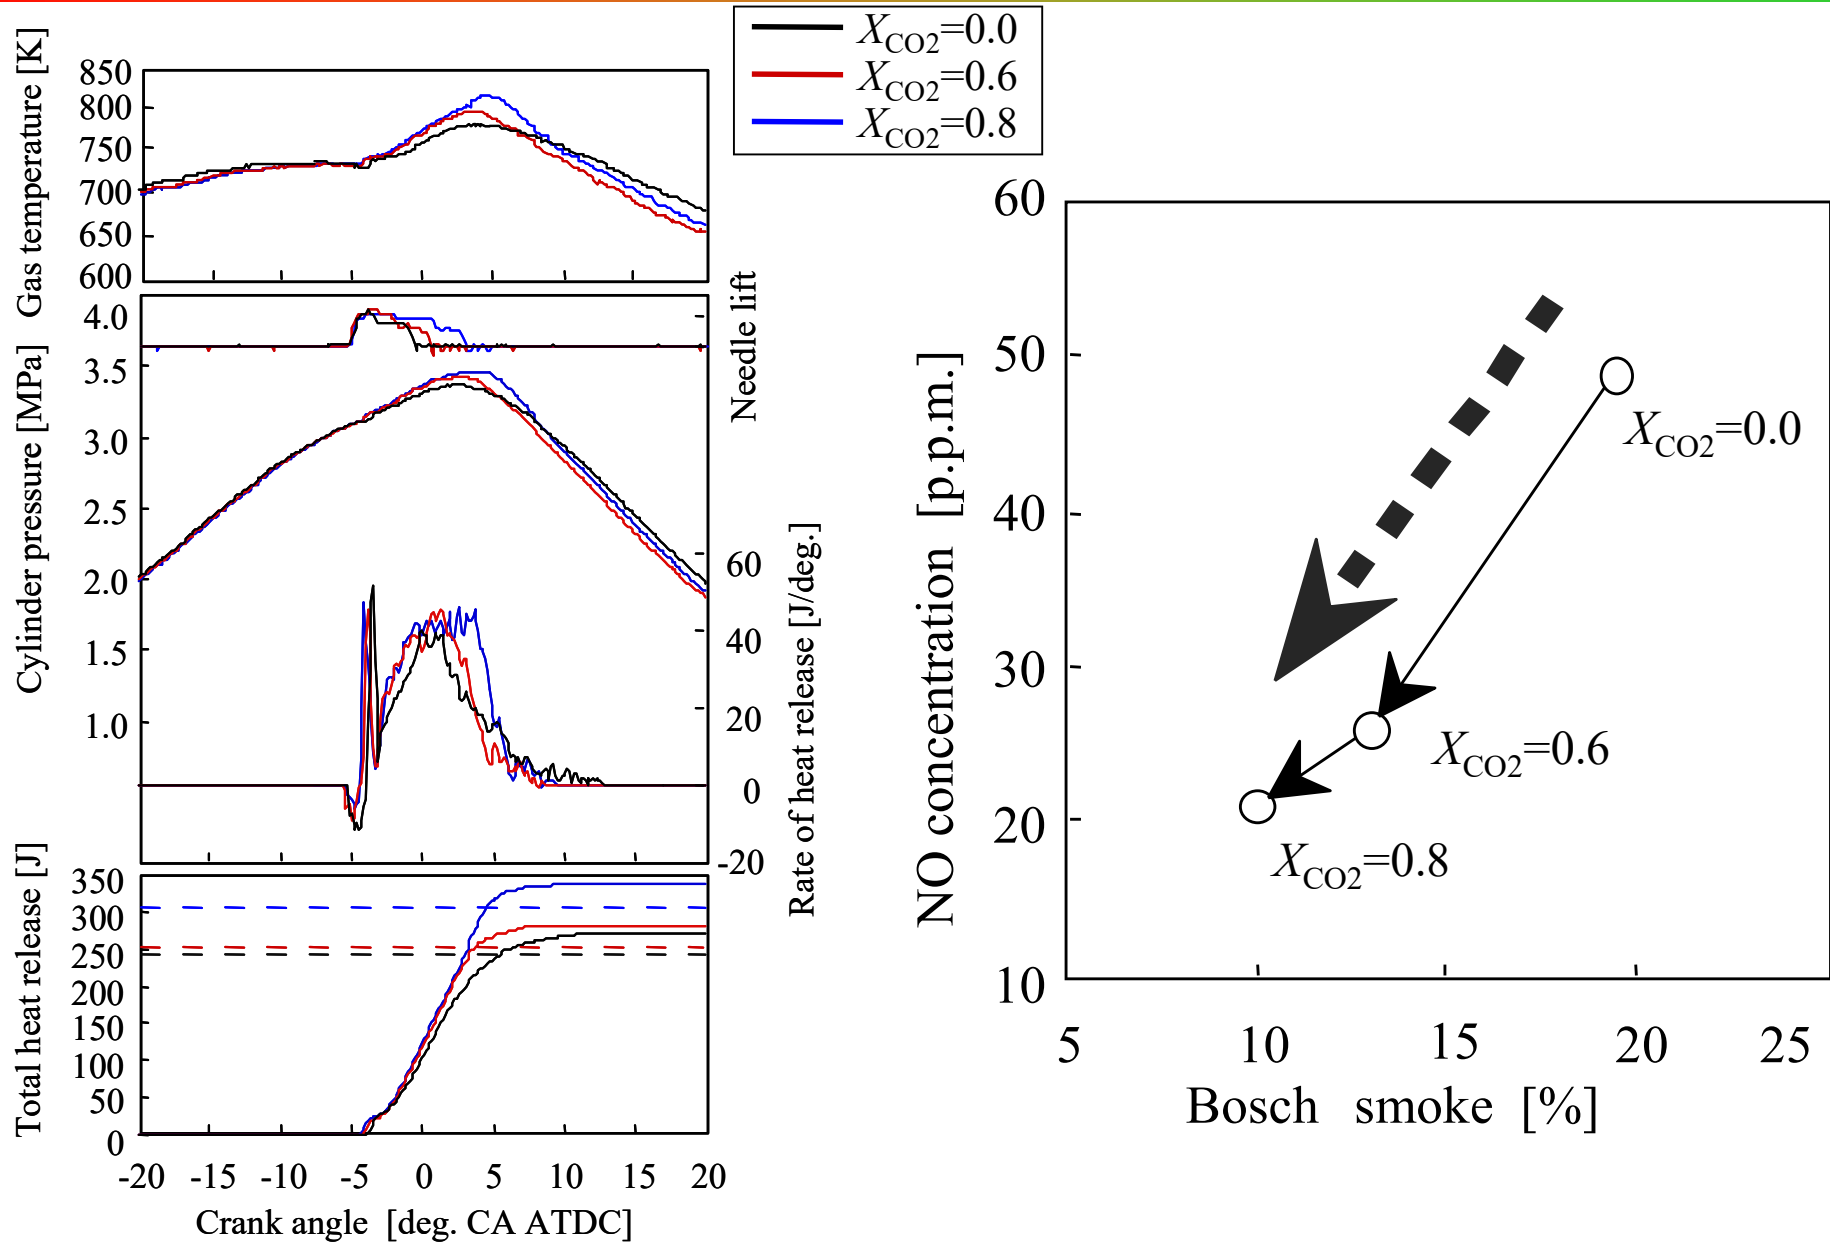 X_CO2=0.0
X_CO2=0.6
X_CO2=0.8
Gas temperature [K]
850
800
750
700
650
600
Needle lift
Cylinder pressure [MPa]
4.0
3.5
3.0
2.5
2.0
1.5
1.0
Rate of heat release [J/deg.]
60
40
20
0
-20
Total heat release [J]
350
300
250
200
150
100
50
0
-20 -15 -10 -5 0 5 10 15 20
Crank angle [deg. CA ATDC]
NO concentration [p.p.m.]
60
50
40
30
20
10
X_CO2=0.0
X_CO2=0.6
X_CO2=0.8
5 10 15 20 25
Bosch smoke [%]